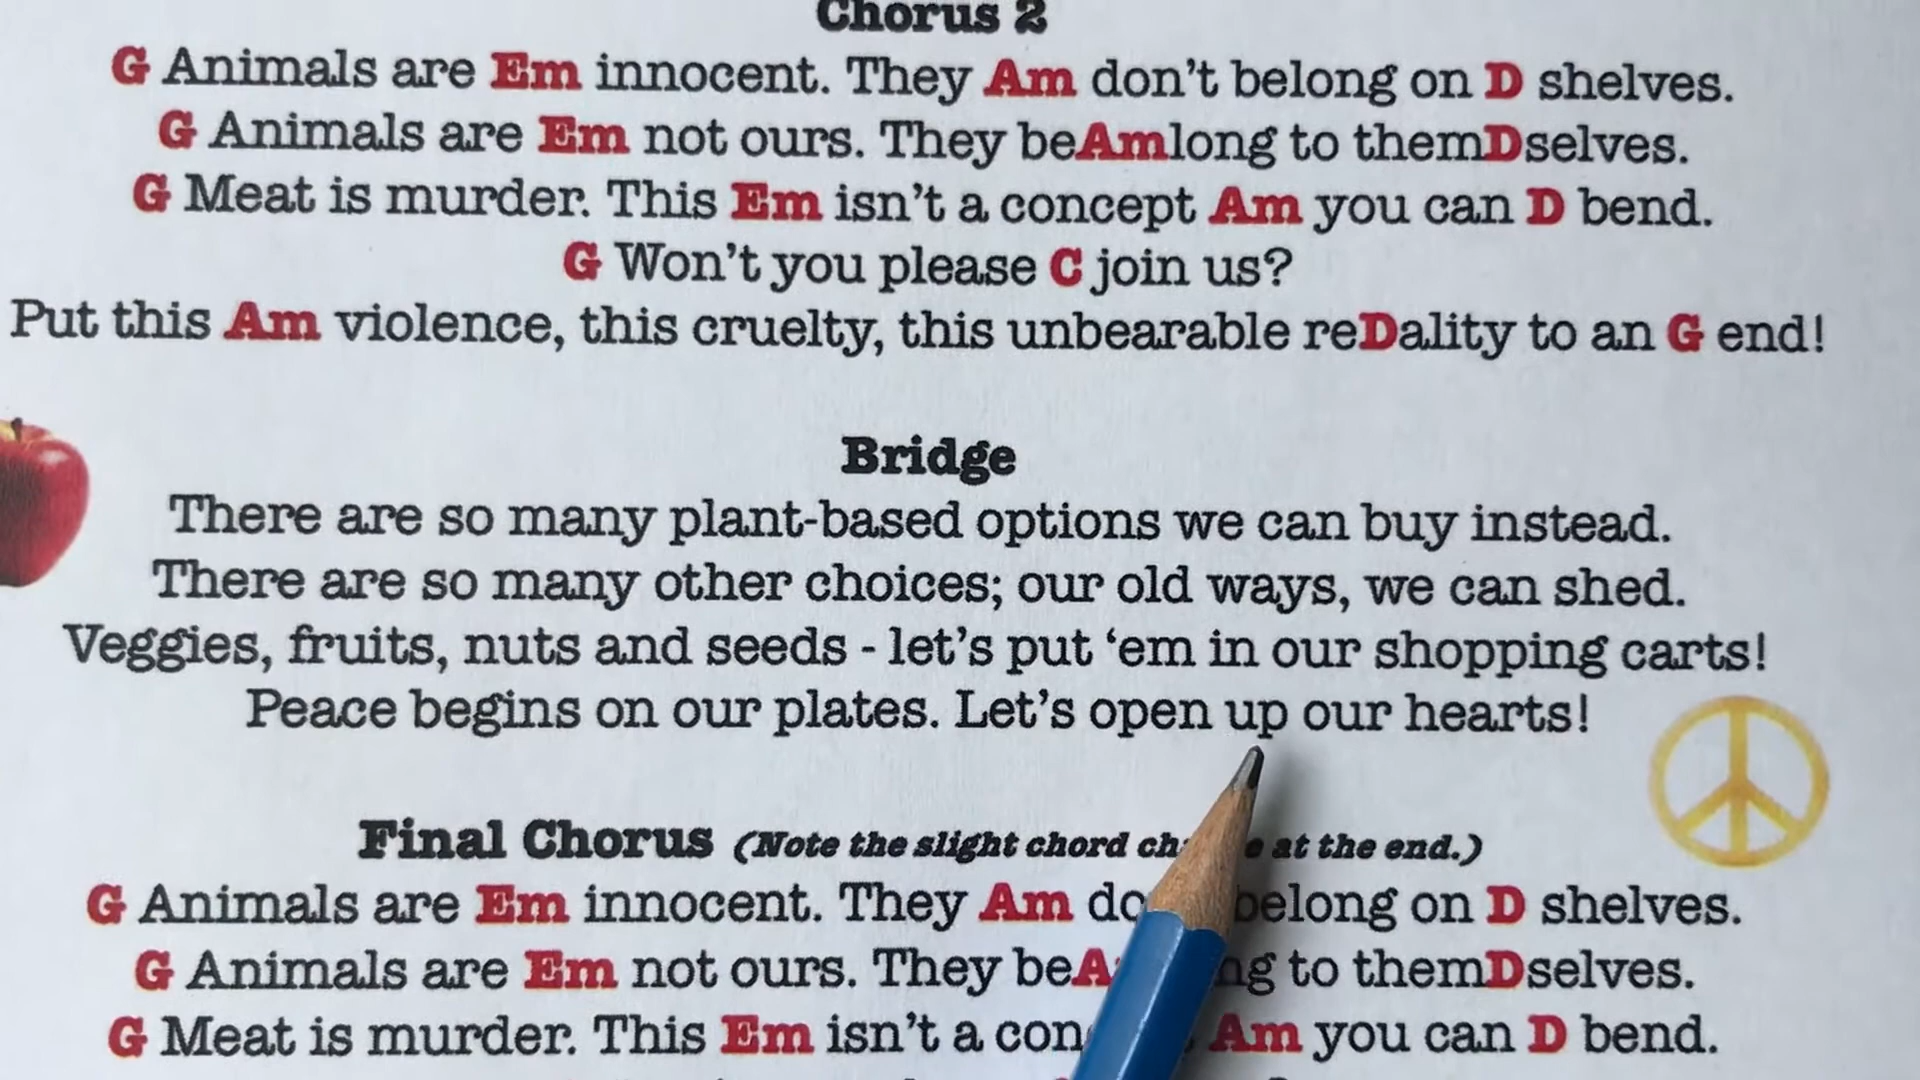 Chorus 2
G Animals are Em innocent. They Am don't belong on D shelves.
G Animals are Em not ours. They beAmlong to themDselves.
G Meat is murder. This Em isn't a concept Am you can D bend.
G Won't you please C join us?
Put this Am violence, this cruelty, this unbearable reDality to an G end!
Bridge
There are so many plant-based options we can buy instead.
There are so many other choices; our old ways, we can shed.
Veggies, fruits, nuts and seeds - let's put ‘em in our shopping carts!
Peace begins on our plates. Let's open up our hearts!
Final Chorus (Note the slight chord at the end.)
G Animals are Em innocent. They Am belong on D shelves.
G Animals are Em not ours. They to themDselves.
G Meat is murder. This Em isn't a Am you can D bend.